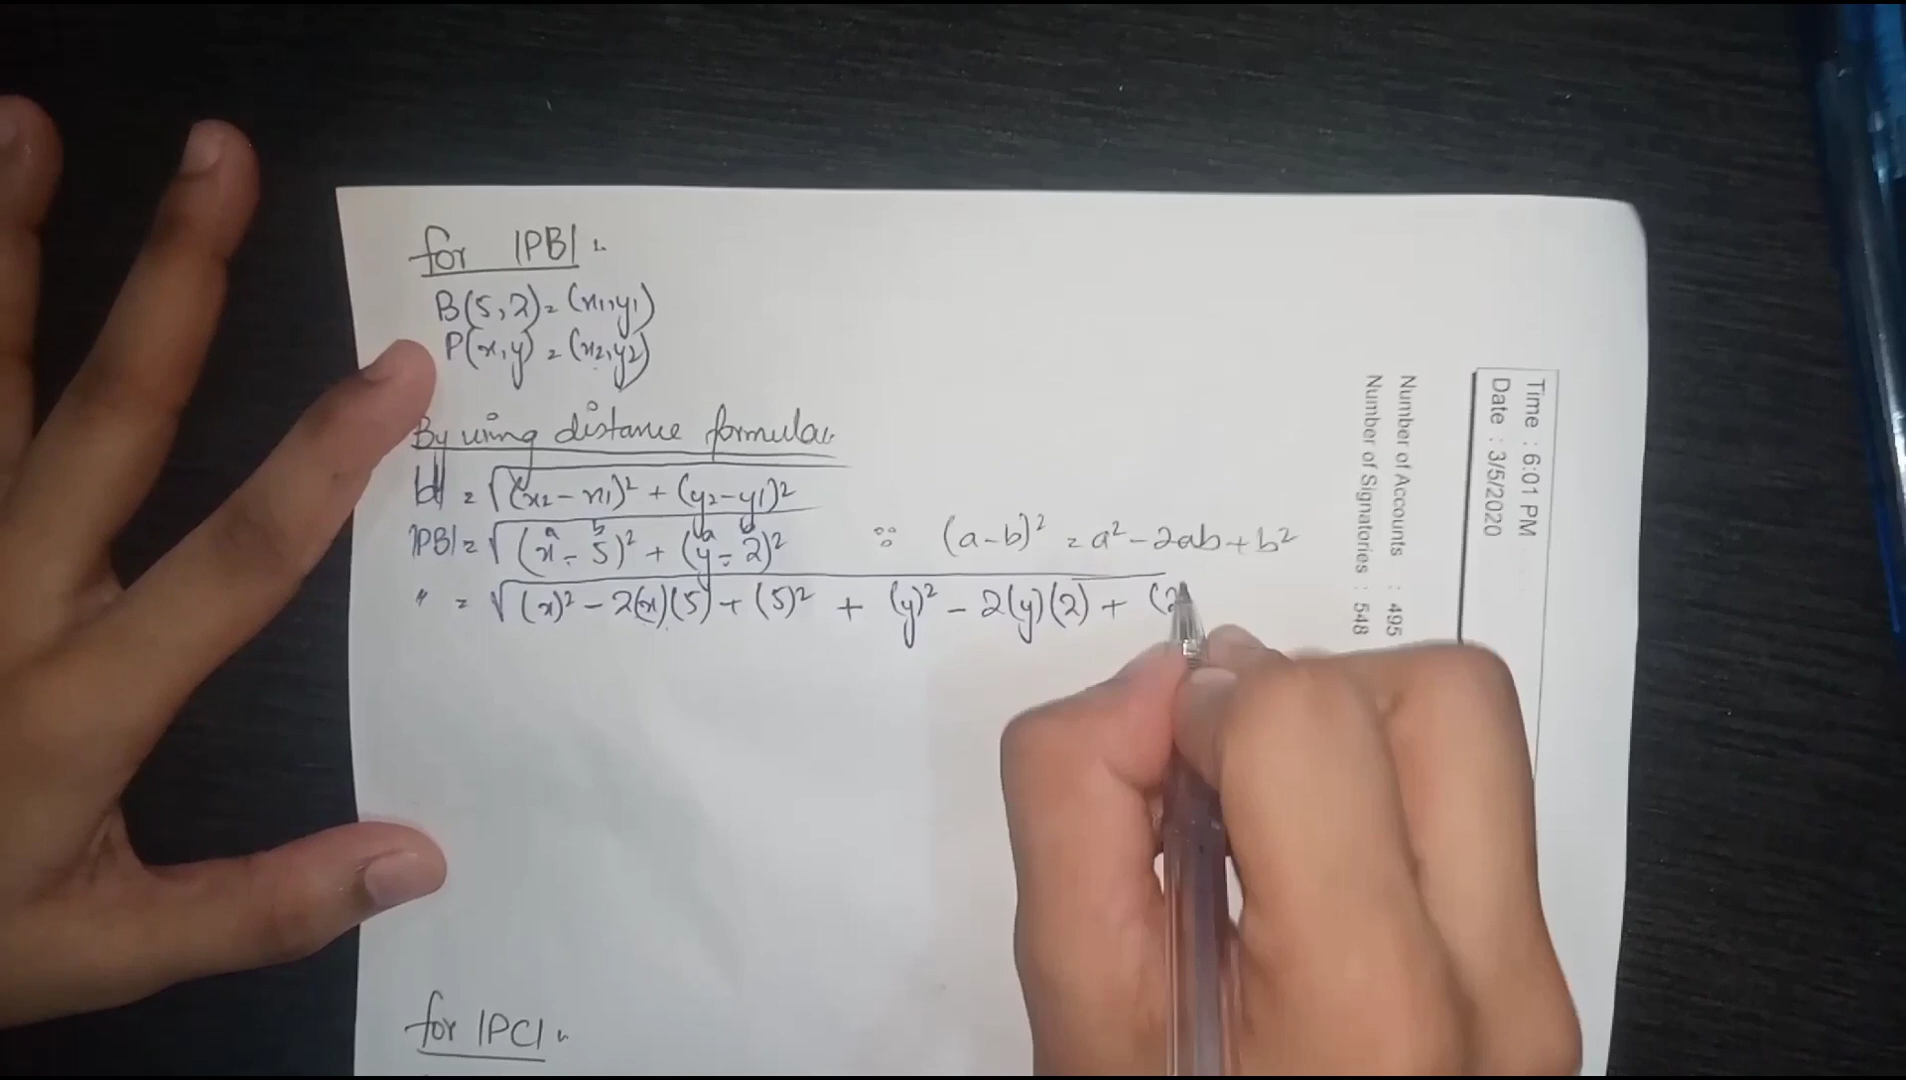 for |PB| :
B(5,2) = (x1,y1)
P(x,y) = (x2,y2)
By using distance formula:
|d| = √(x2-x1)² + (y2-y1)²
a b a b
|PB| = √(x-5)² + (y-2)² ∵ (a-b)² = a²-2ab+b²
" = √(x)² - 2(x)(5) + (5)² + (y)² - 2(y)(2) + (2
for |PC| :
Time : 6:01 PM
Date : 3/5/2020
Number of Accounts : 495
Number of Signatories : 548